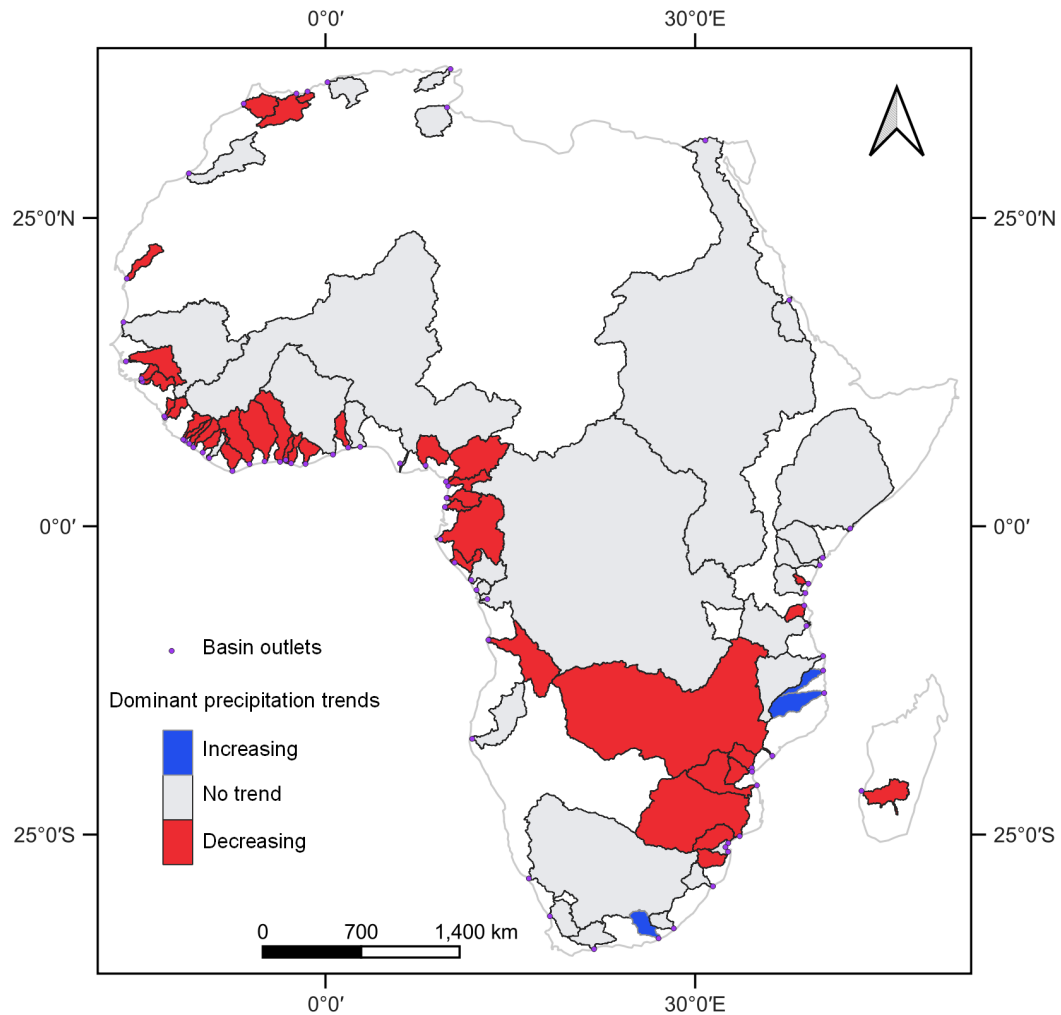 0°0′ 30°0′E
25°0′N 25°0′N
0°0′ 0°0′
Basin outlets
Dominant precipitation trends
Increasing
No trend
Decreasing
25°0′S 25°0′S
0 700 1,400 km
0°0′ 30°0′E